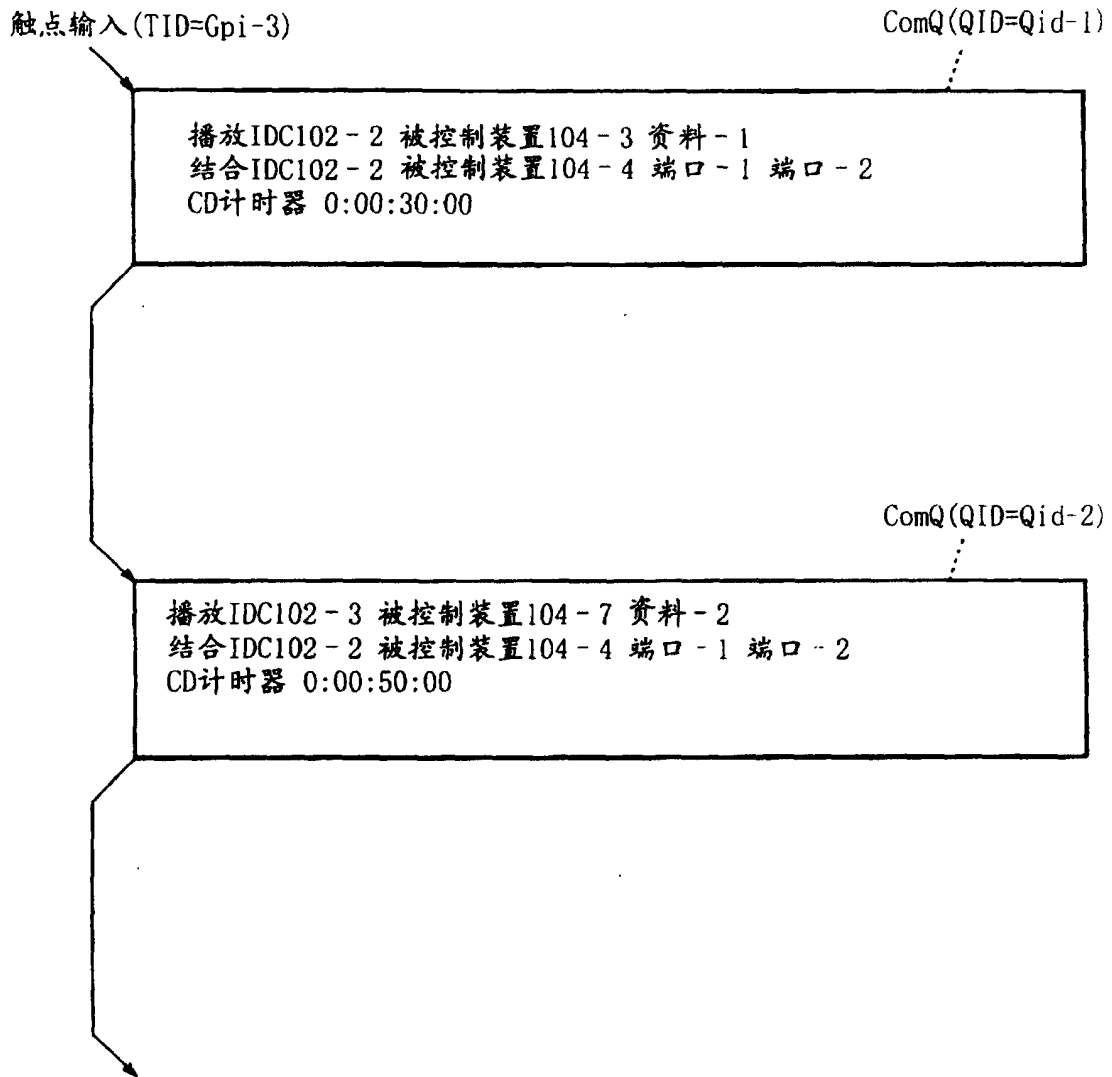 触点输入(TID=Gpi-3)
ComQ(QID=Qid-1)
播放IDC102-2 被控制装置104-3 资料-1
结合IDC102-2 被控制装置104-4 端口-1 端口-2
CD计时器 0:00:30:00
ComQ(QID=Qid-2)
播放IDC102-3 被控制装置104-7 资料-2
结合IDC102-2 被控制装置104-4 端口-1 端口-2
CD计时器 0:00:50:00